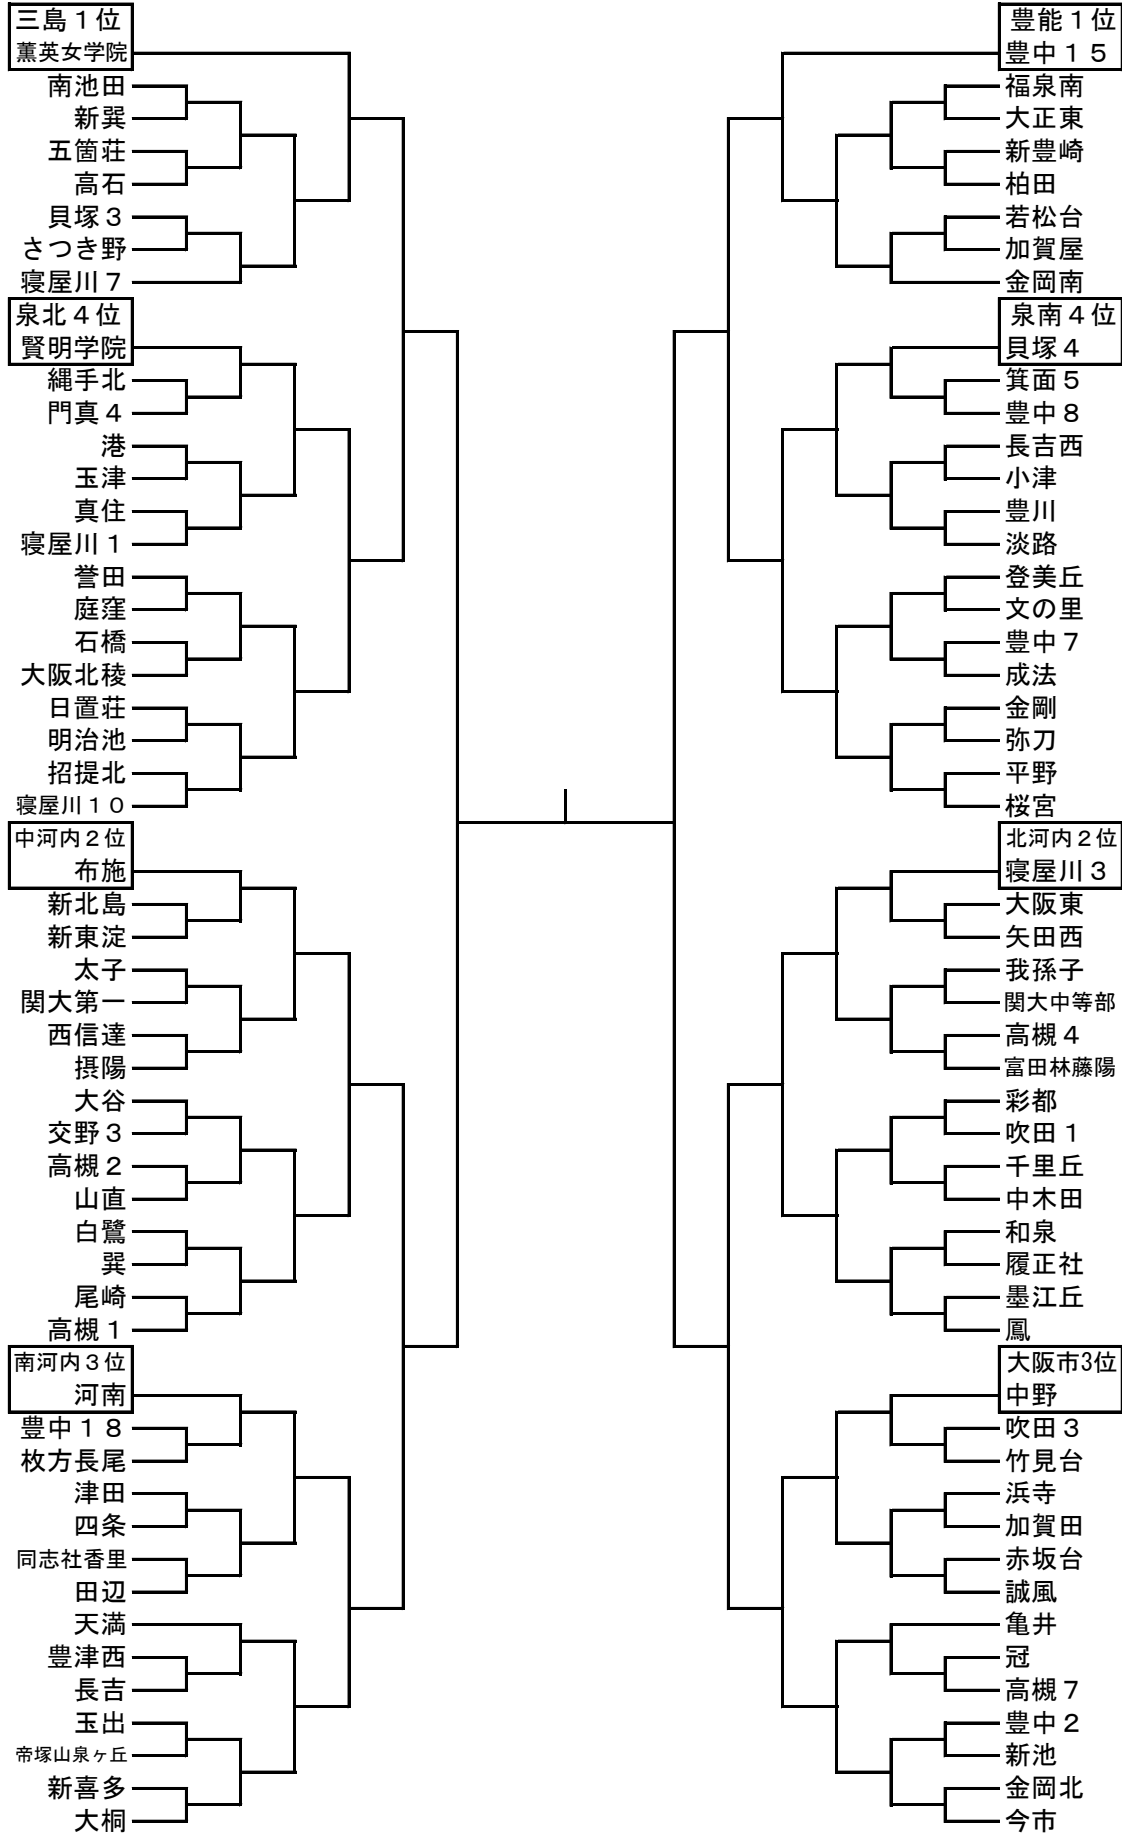 三島１位
薫英女学院
南池田
新巽
五箇荘
高石
貝塚３
さつき野
寝屋川７
泉北４位
賢明学院
縄手北
門真４
港
玉津
真住
寝屋川１
誉田
庭窪
石橋
大阪北稜
日置荘
明治池
招提北
寝屋川１０
中河内２位
布施
新北島
新東淀
太子
関大第一
西信達
摂陽
大谷
交野３
高槻２
山直
白鷺
巽
尾崎
高槻１
南河内３位
河南
豊中１８
枚方長尾
津田
四条
同志社香里
田辺
天満
豊津西
長吉
玉出
帝塚山泉ヶ丘
新喜多
大桐
豊能１位
豊中１５
福泉南
大正東
新豊崎
柏田
若松台
加賀屋
金岡南
泉南４位
貝塚４
箕面５
豊中８
長吉西
小津
豊川
淡路
登美丘
文の里
豊中７
成法
金剛
弥刀
平野
桜宮
北河内２位
寝屋川３
大阪東
矢田西
我孫子
関大中等部
高槻４
富田林藤陽
彩都
吹田１
千里丘
中木田
和泉
履正社
墨江丘
鳳
大阪市3位
中野
吹田３
竹見台
浜寺
加賀田
赤坂台
誠風
亀井
冠
高槻７
豊中２
新池
金岡北
今市